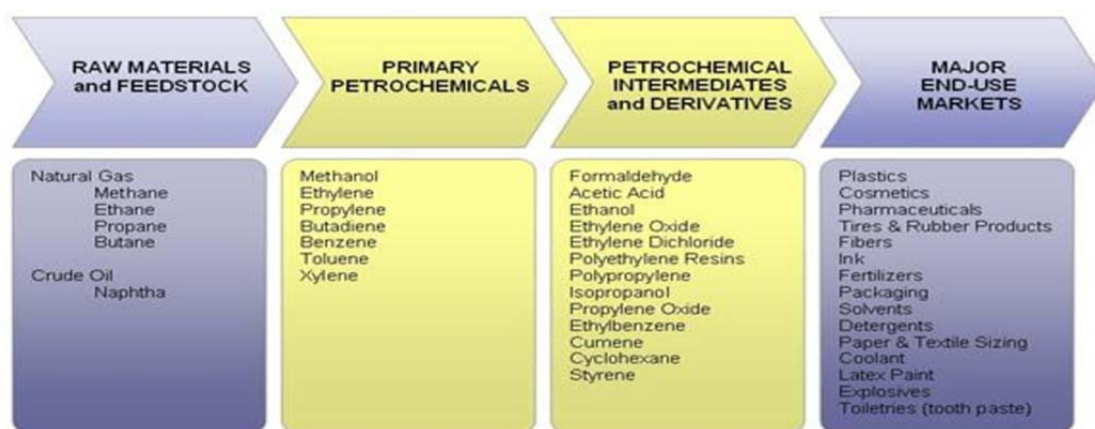 RAW MATERIALS
and FEEDSTOCK
PRIMARY
PETROCHEMICALS
PETROCHEMICAL
INTERMEDIATES
and DERIVATIVES
MAJOR
END-USE
MARKETS
Natural Gas
Methane
Ethane
Propane
Butane
Crude Oil
Naphtha
Methanol
Ethylene
Propylene
Butadiene
Benzene
Toluene
Xylene
Formaldehyde
Acetic Acid
Ethanol
Ethylene Oxide
Ethylene Dichloride
Polyethylene Resins
Polypropylene
Isopropanol
Propylene Oxide
Ethylbenzene
Cumene
Cyclohexane
Styrene
Plastics
Cosmetics
Pharmaceuticals
Tires & Rubber Products
Fibers
Ink
Fertilizers
Packaging
Solvents
Detergents
Paper & Textile Sizing
Coolant
Latex Paint
Explosives
Toiletries (tooth paste)